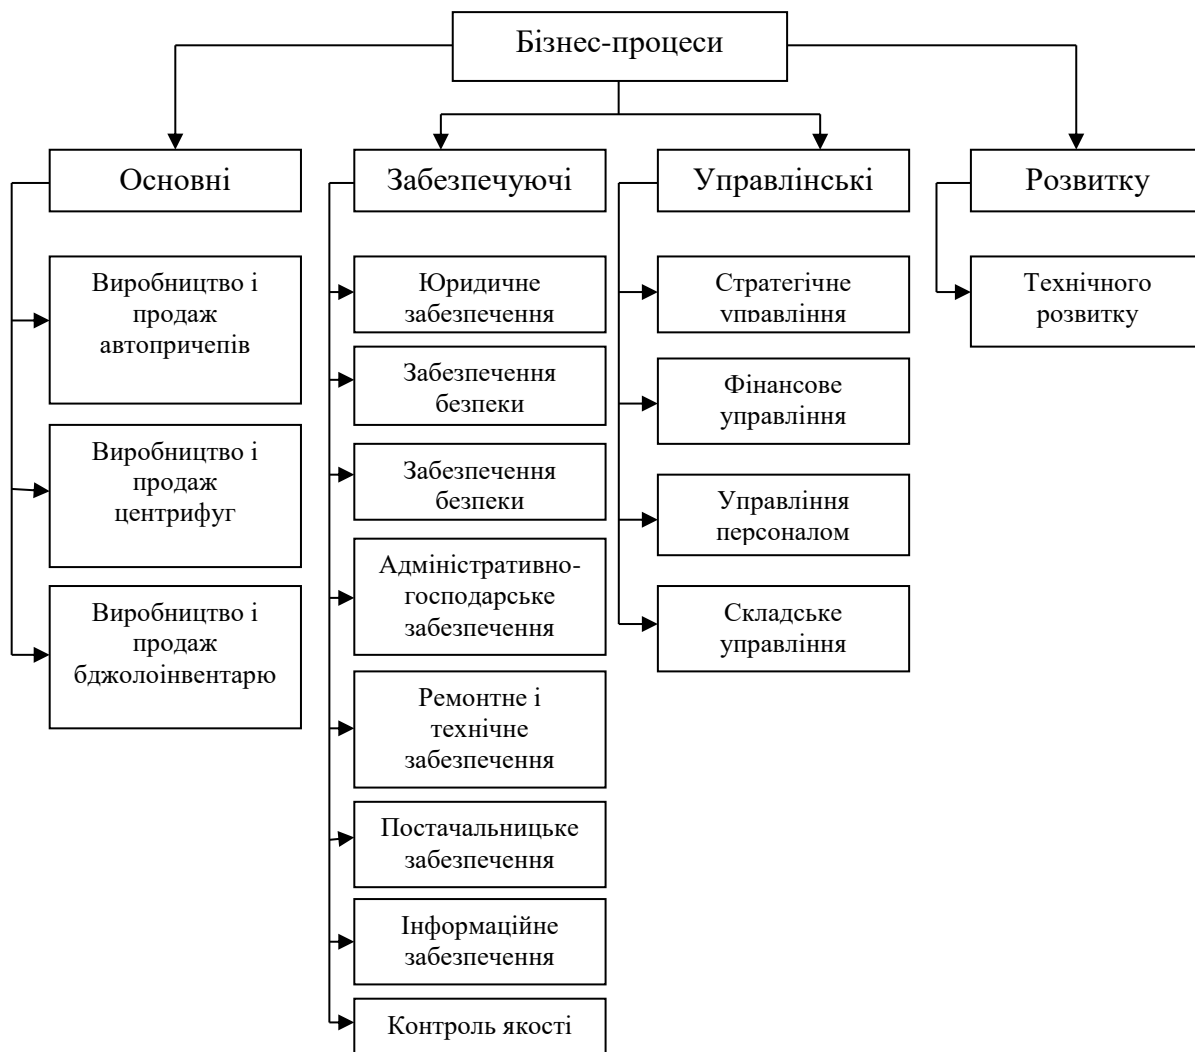 Бізнес-процеси
Основні
Забезпечуючі
Управлінські
Розвитку
Виробництво і
продаж
автопричепів
Виробництво і
продаж
центрифуг
Виробництво і
продаж
бджолоінвентарю
Юридичне
забезпечення
Забезпечення
безпеки
Забезпечення
безпеки
Адміністративно-
господарське
забезпечення
Ремонтне і
технічне
забезпечення
Постачальницьке
забезпечення
Інформаційне
забезпечення
Контроль якості
Стратегічне
управління
Фінансове
управління
Управління
персоналом
Складське
управління
Технічного
розвитку